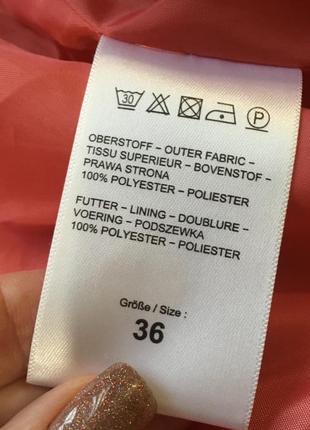 30 P
OBERSTOFF – OUTER FABRIC –
TISSU SUPERIEUR – BOVENSTOF –
PRAWA STRONA
100% POLYESTER – POLIESTER
FUTTER – LINING – DOUBLURE –
VOERING – PODSZEWKA
100% POLYESTER – POLIESTER
Größe / Size :
36